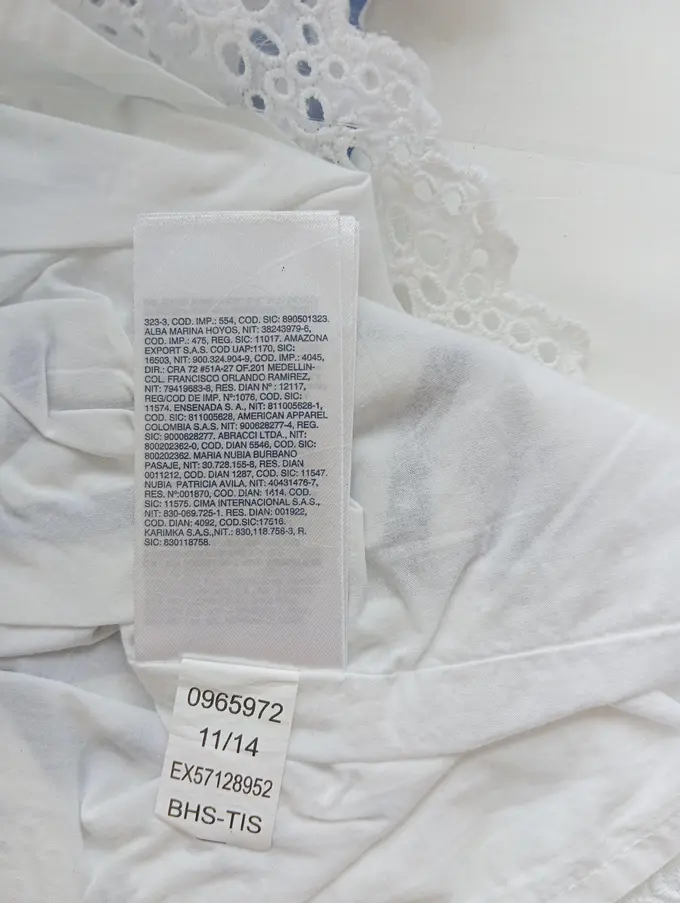 323-3, COD. IMP.: 554, COD. SIC: 890501323.
ALBA MARINA HOYOS, NIT: 38243979-6,
COD. IMP.: 475, REG. SIC: 11017. AMAZONA
EXPORT S.A.S. COD UAP:1170, SIC:
16503, NIT: 900.324.904-9, COD. IMP.: 4045,
DIR.: CRA 72 #51A-27 OF.201 MEDELLIN-
COL. FRANCISCO ORLANDO RAMIREZ,
NIT: 79419683-8, RES. DIAN Nº : 12117,
REG/COD DE IMP. Nº:1076, COD. SIC:
11574. ENSENADA S. A., NIT: 811005628-1,
COD. SIC: 811005628, AMERICAN APPAREL
COLOMBIA S.A.S. NIT: 900628277-4, REG.
SIC: 9000628277. ABRACCI LTDA., NIT:
800202362-0, COD. DIAN 5546, COD. SIC:
800202362. MARIA NUBIA BURBANO
PASAJE, NIT: 30.728.155-8, RES. DIAN
0011212, COD. DIAN 1287, COD. SIC: 11547.
NUBIA PATRICIA AVILA, NIT: 40431476-7,
RES. Nº:001870, COD. DIAN: 1414. COD.
SIC: 11575. CIMA INTERNACIONAL S.A.S.,
NIT: 830-069.725-1. RES. DIAN: 001922,
COD. DIAN: 4092, COD.SIC:17516.
KARIMKA S.A.S.,NIT.: 830,118.758-3, R.
SIC: 830118758.
0965972
11/14
EX57128952
BHS-TIS